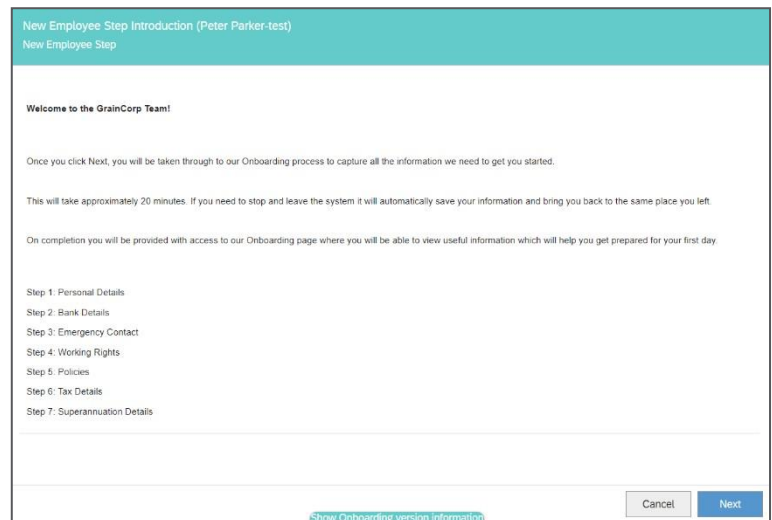 New Employee Step Introduction (Peter Parker-test)
New Employee Step
Welcome to the GrainCorp Team!
Once you click Next, you will be taken through to our Onboarding process to capture all the information we need to get you started.
This will take approximately 20 minutes. If you need to stop and leave the system it will automatically save your information and bring you back to the same place you left.
On completion you will be provided with access to our Onboarding page where you will be able to view useful information which will help you get prepared for your first day.
Step 1: Personal Details
Step 2: Bank Details
Step 3: Emergency Contact
Step 4: Working Rights
Step 5: Policies
Step 6: Tax Details
Step 7: Superannuation Details
Cancel Next
Show Onboarding version information